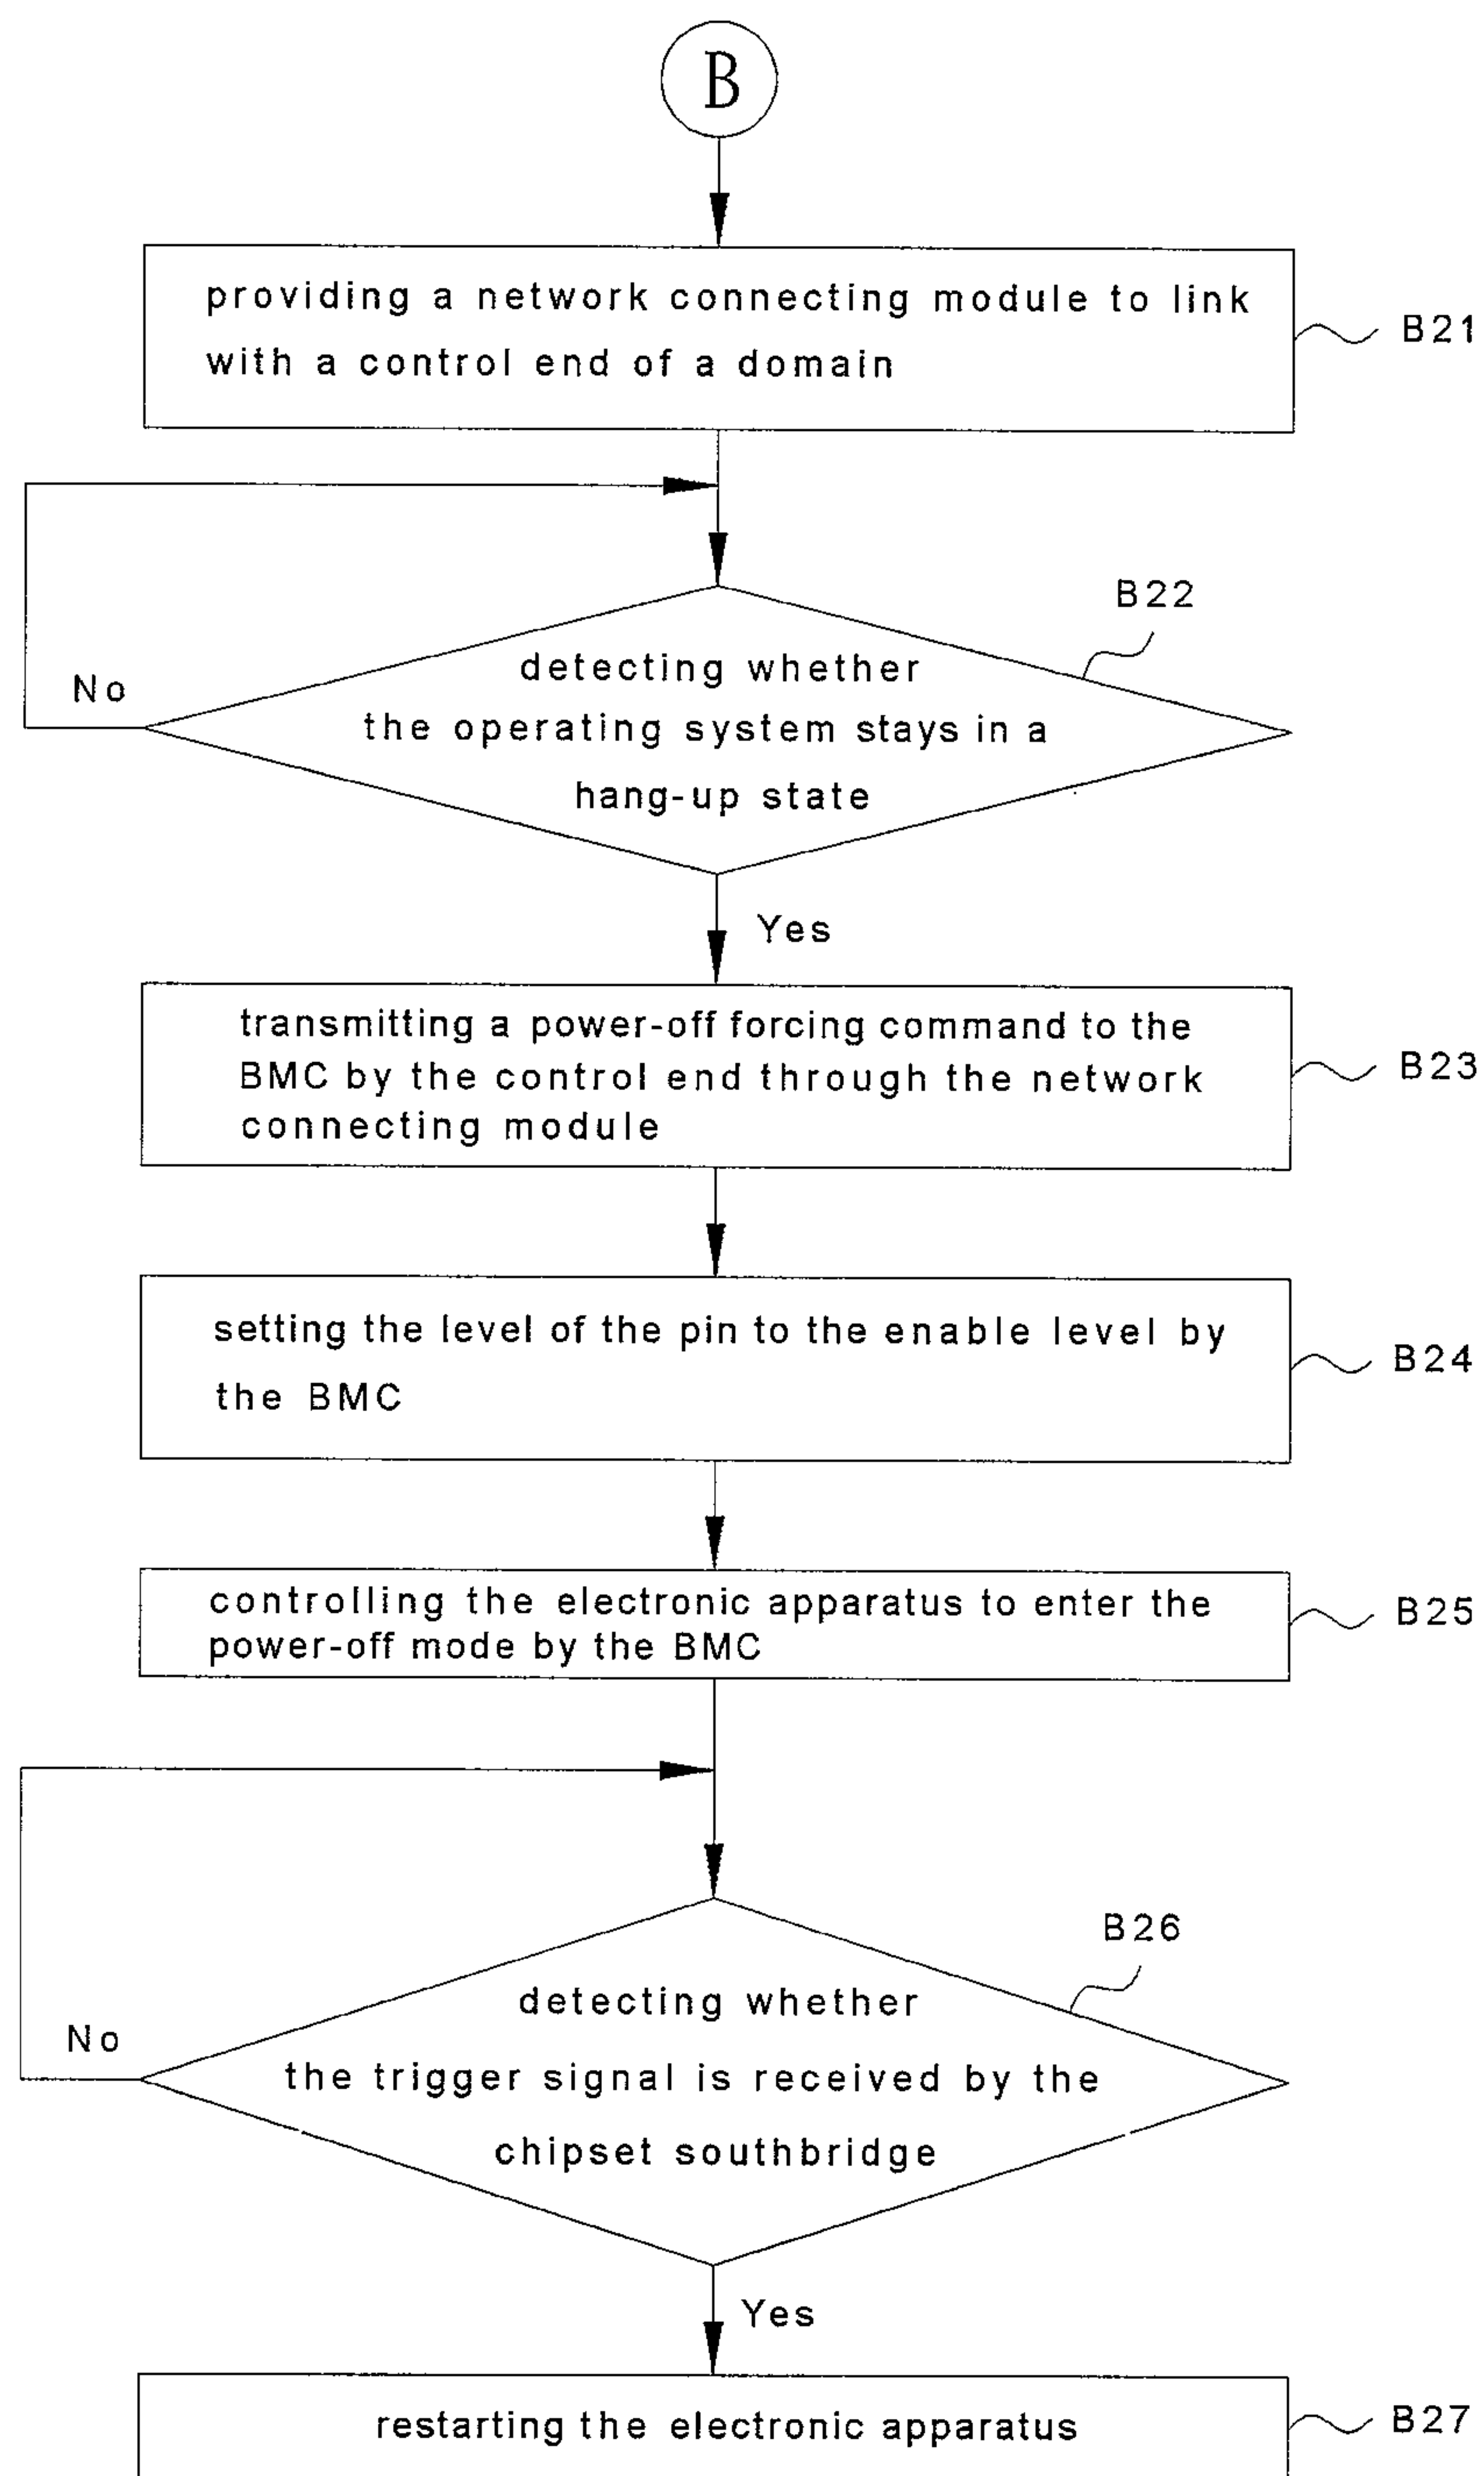 B
providing a network connecting module to link
with a control end of a domain
B21
B22
detecting whether
the operating system stays in a
hang-up state
No
Yes
transmitting a power-off forcing command to the
BMC by the control end through the network
connecting module
B23
setting the level of the pin to the enable level by
the BMC
B24
controlling the electronic apparatus to enter the
power-off mode by the BMC
B25
B26
detecting whether
the trigger signal is received by the
chipset southbridge
No
Yes
restarting the electronic apparatus
B27